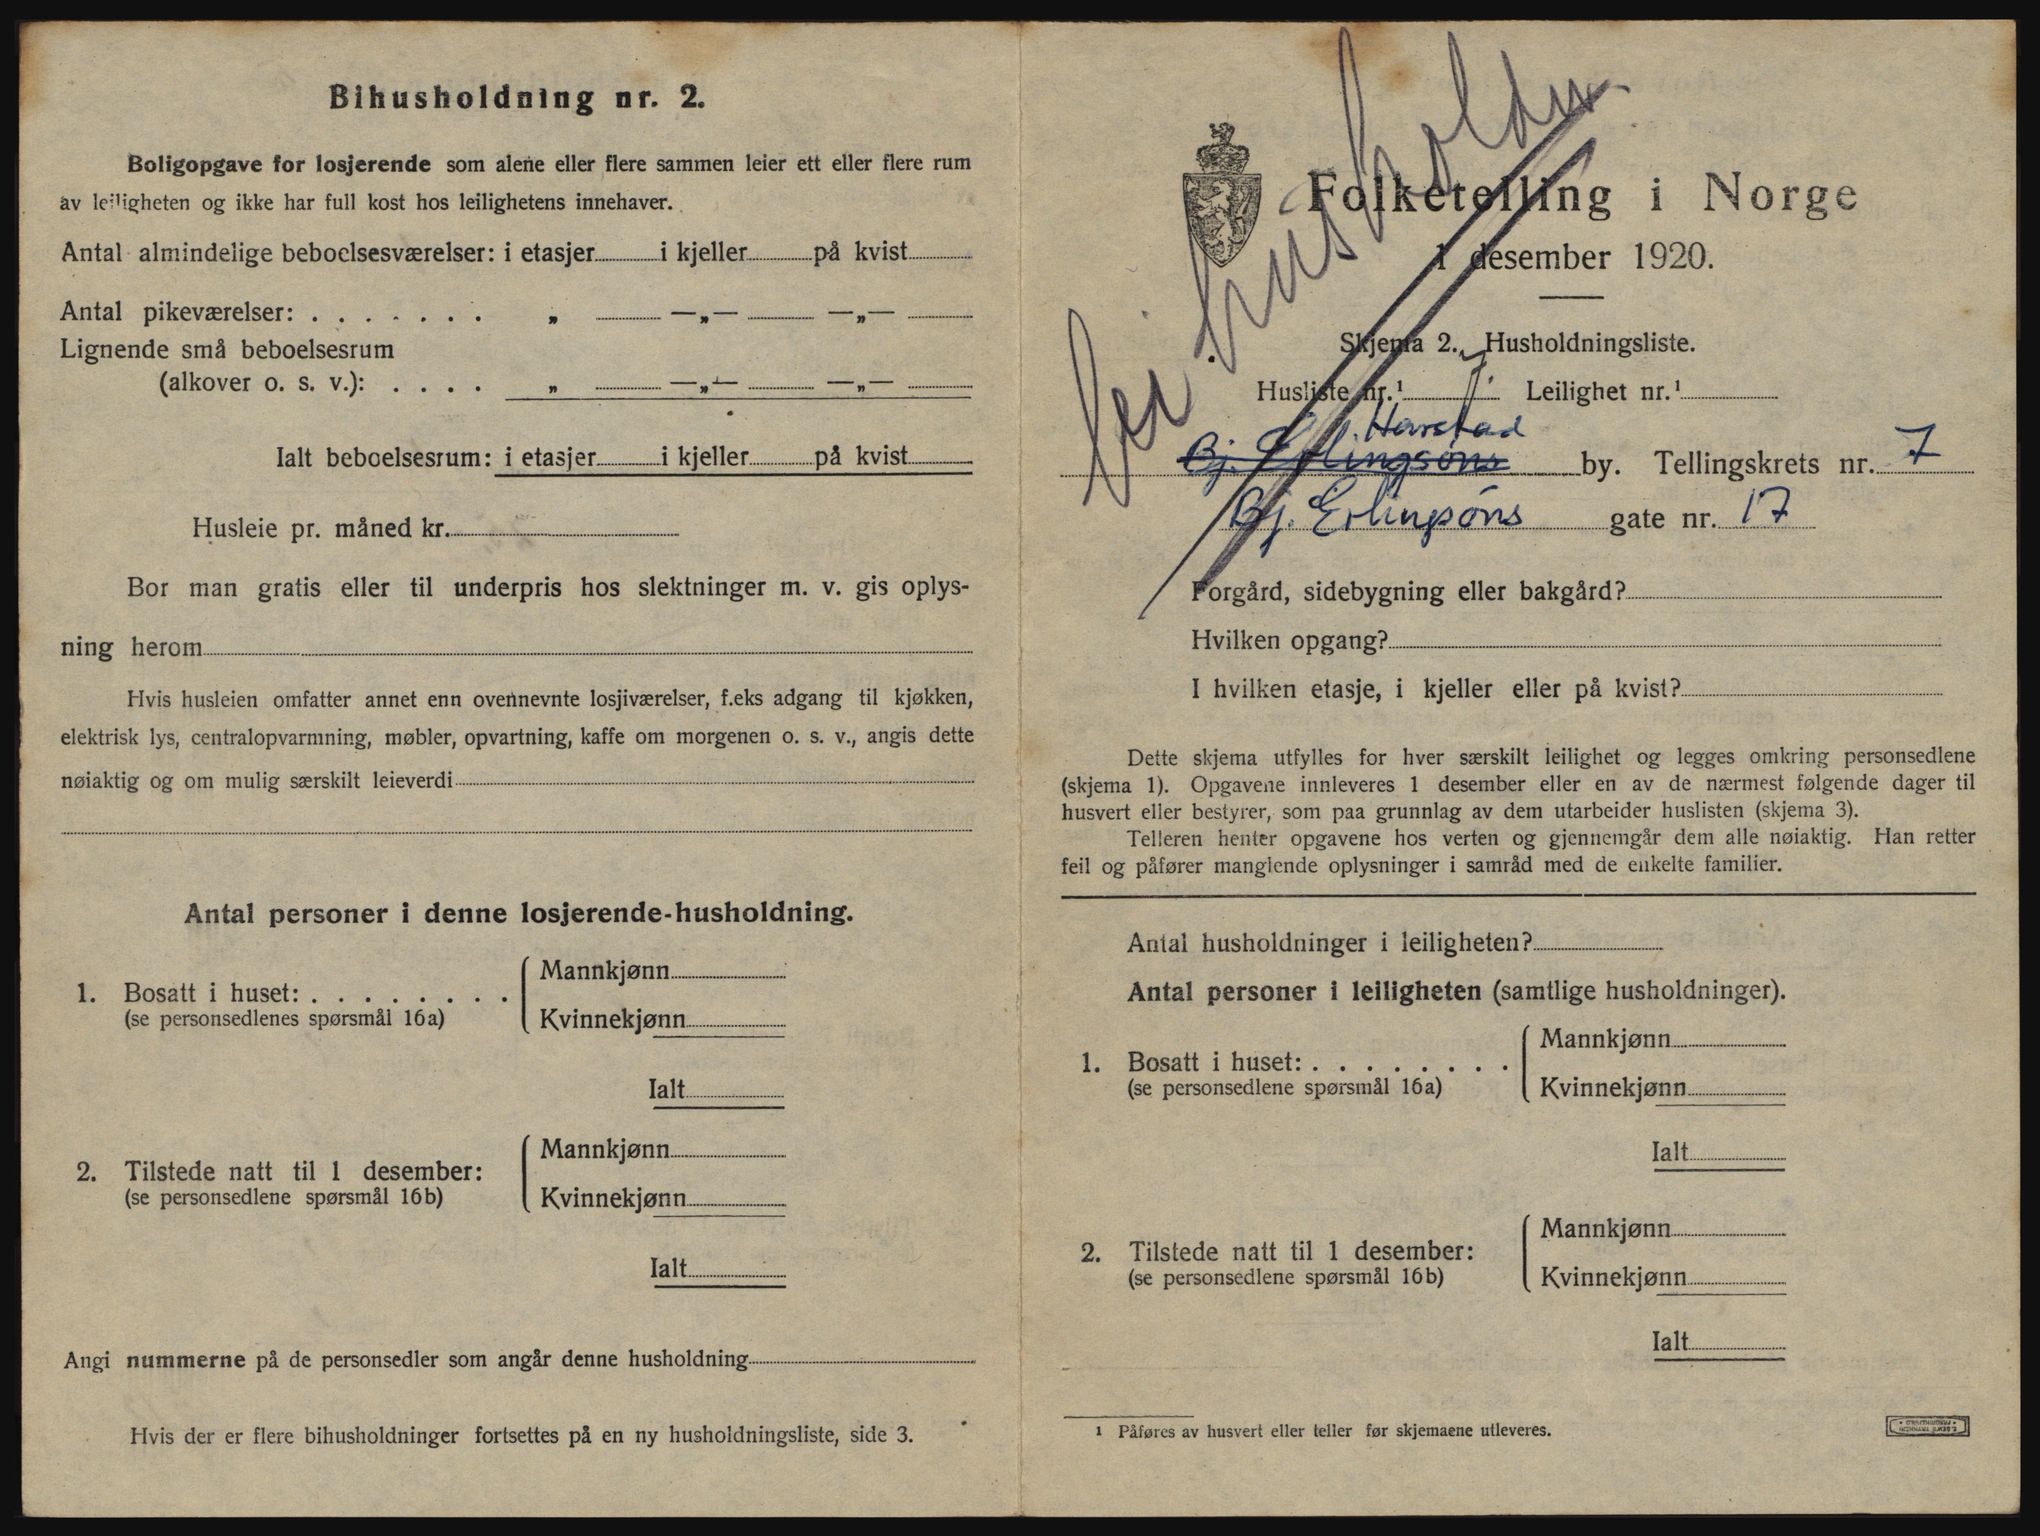 Bihusholdning nr. 2.
Boligopgave for losjerende som alene eller flere sammen leier ett eller flere rum
av leiligheten og ikke har full kost hos leilighetens innehaver.
Antal almindelige beboelsesværelser: i etasjer i kjeller på kvist
Antal pikeværelser: . . . . . . . „ —„— —„—
Lignende små beboelsesrum
(alkover o. s. v.): . . . . „ —„— —„—
Ialt beboelsesrum: i etasjer i kjeller på kvist
Husleie pr. måned kr.
Bor man gratis eller til underpris hos slektninger m. v. gis oplys-
ning herom
Hvis husleien omfatter annet enn ovennevnte losjiværelser, f.eks adgang til kjøkken,
elektrisk lys, centralopvarmning, møbler, opvartning, kaffe om morgenen o. s. v., angis dette
nøiaktig og om mulig særskilt leieverdi
Antal personer i denne losjerende-husholdning.
1. Bosatt i huset: . . . . . . . .
(se personsedlenes spørsmål 16a)
Mannkjønn
Kvinnekjønn
Ialt
2. Tilstede natt til 1 desember:
(se personsedlene spørsmål 16b)
Mannkjønn
Kvinnekjønn
Ialt
Angi nummerne på de personsedler som angår denne husholdning
Hvis der er flere bihusholdninger fortsettes på en ny husholdningsliste, side 3.
Folketelling i Norge
1 desember 1920.
Skjema 2. Husholdningsliste.
Husliste nr.¹ Leilighet nr.¹
Harstad
Bj. Erlingsøns by. Tellingskrets nr. 7
Bj. Erlingsøns gate nr. 17
Forgård, sidebygning eller bakgård?
Hvilken opgang?
I hvilken etasje, i kjeller eller på kvist?
Dette skjema utfylles for hver særskilt leilighet og legges omkring personsedlene
(skjema 1). Opgavene innleveres 1 desember eller en av de nærmest følgende dager til
husvert eller bestyrer, som paa grunnlag av dem utarbeider huslisten (skjema 3).
Telleren henter opgavene hos verten og gjennemgår dem alle nøiaktig. Han retter
feil og påfører manglende oplysninger i samråd med de enkelte familier.
Antal husholdninger i leiligheten?
Antal personer i leiligheten (samtlige husholdninger).
1. Bosatt i huset: . . . . . . . .
(se personsedlene spørsmål 16a)
Mannkjønn
Kvinnekjønn
Ialt
2. Tilstede natt til 1 desember:
(se personsedlene spørsmål 16b)
Mannkjønn
Kvinnekjønn
Ialt
¹ Påføres av husvert eller teller før skjemaene utleveres.